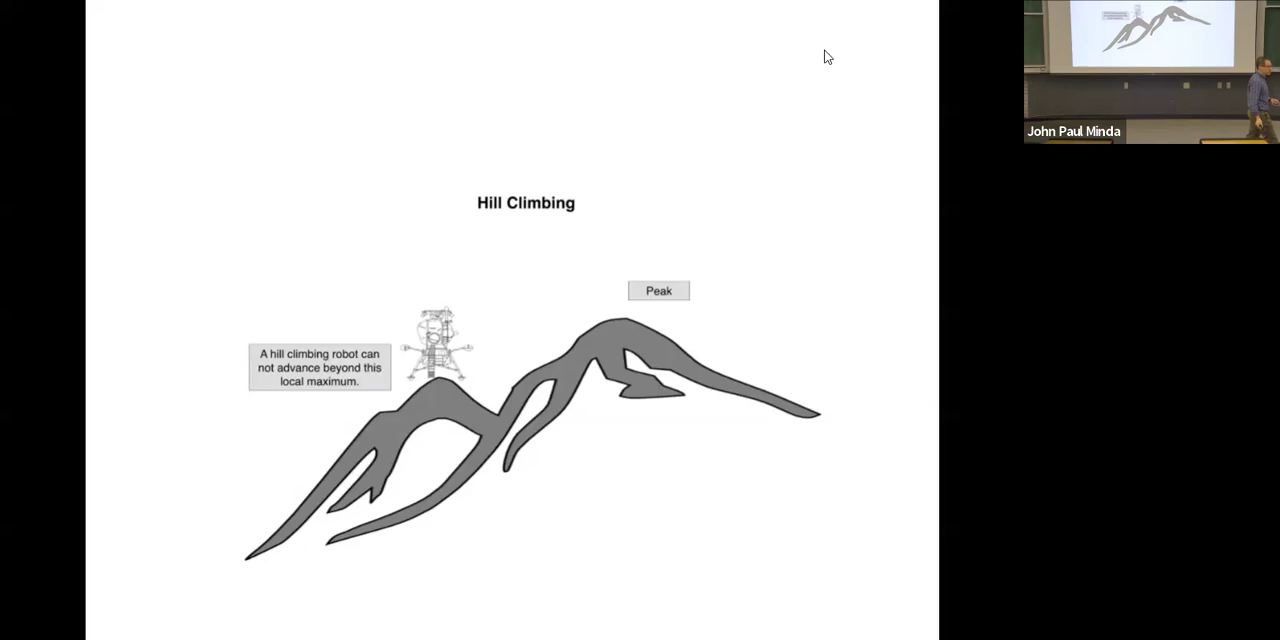 John Paul Minda
Hill Climbing
Peak
A hill climbing robot can
not advance beyond this
local maximum.